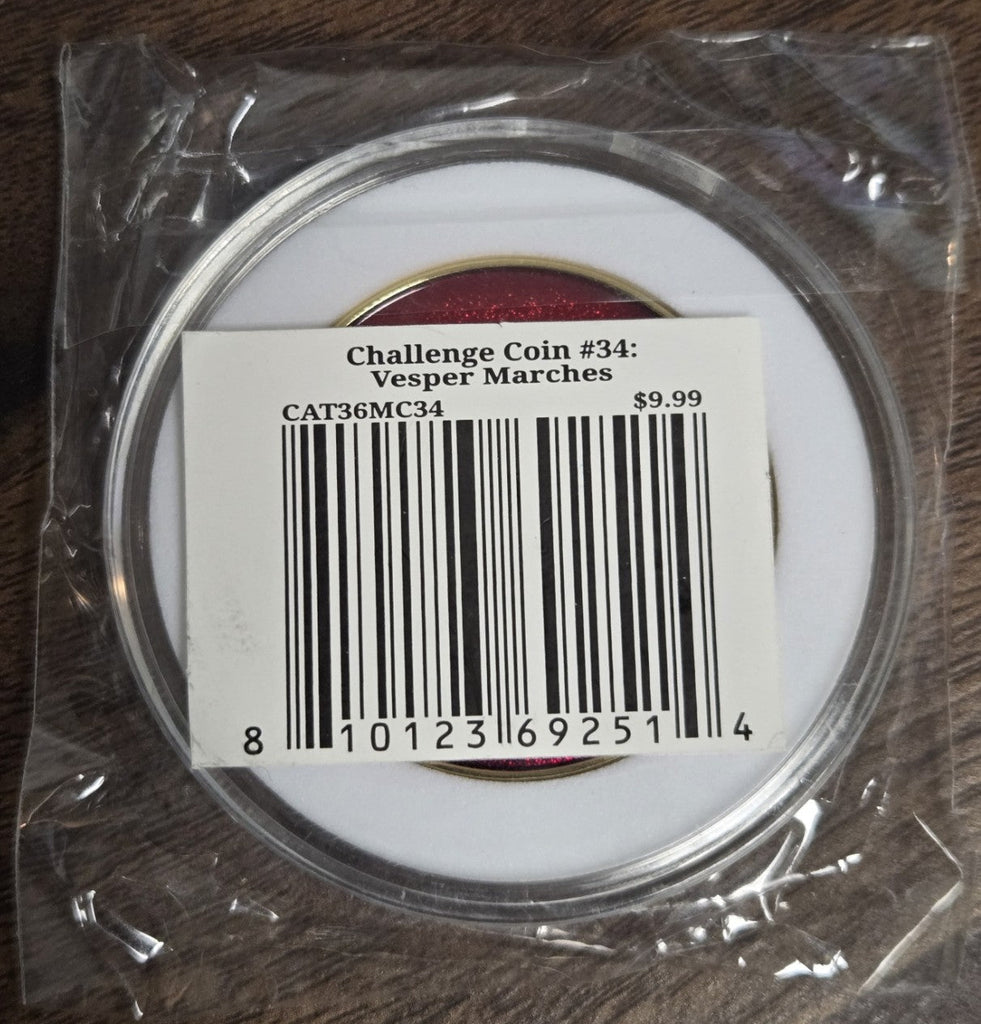 Challenge Coin #34:
Vesper Marches
CAT36MC34 $9.99
8 10123 69251 4